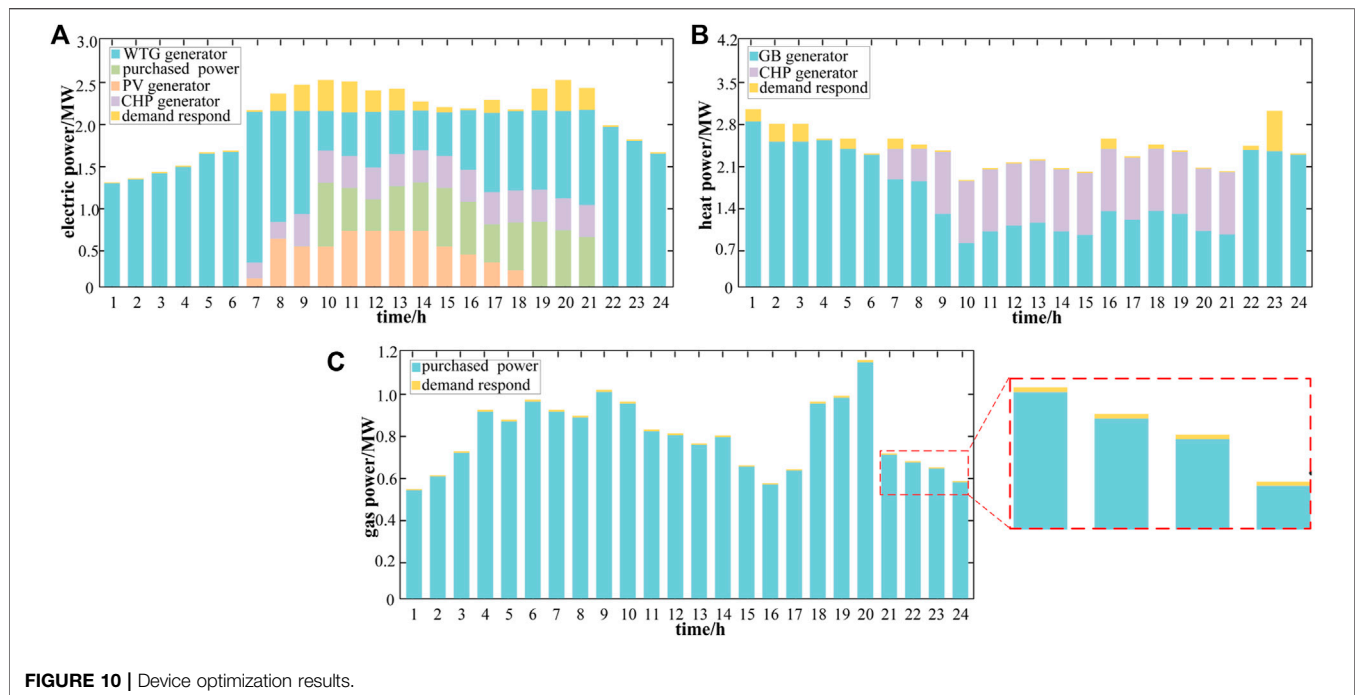 A
electric power/MW
3.0
2.5
2.0
1.5
1.0
0.5
0
WTG generator
purchased power
PV generator
CHP generator
demand respond
1 2 3 4 5 6 7 8 9 10 11 12 13 14 15 16 17 18 19 20 21 22 23 24
time/h
B
heat power/MW
4.2
3.5
2.8
2.1
1.4
0.7
0
GB generator
CHP generator
demand respond
1 2 3 4 5 6 7 8 9 10 11 12 13 14 15 16 17 18 19 20 21 22 23 24
time/h
C
gas power/MW
1.2
1.0
0.8
0.6
0.4
0.2
0
purchased power
demand respond
1 2 3 4 5 6 7 8 9 10 11 12 13 14 15 16 17 18 19 20 21 22 23 24
time/h
FIGURE 10 | Device optimization results.